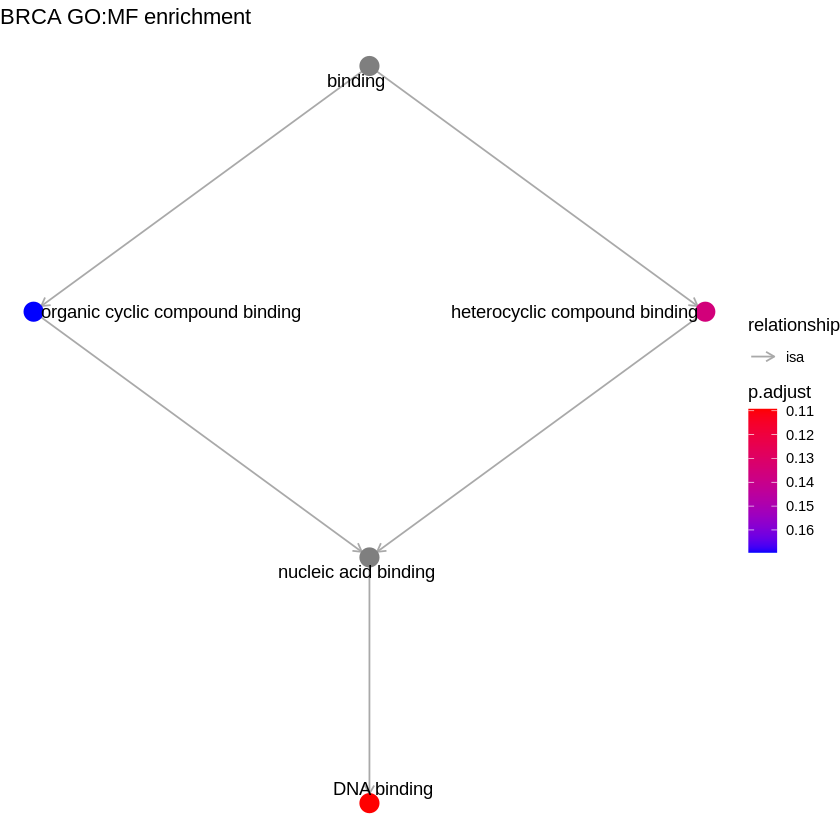 BRCA GO:MF enrichment
binding
organic cyclic compound binding
heterocyclic compound binding
relationship
isa
p.adjust
0.11
0.12
0.13
0.14
0.15
0.16
nucleic acid binding
DNA binding